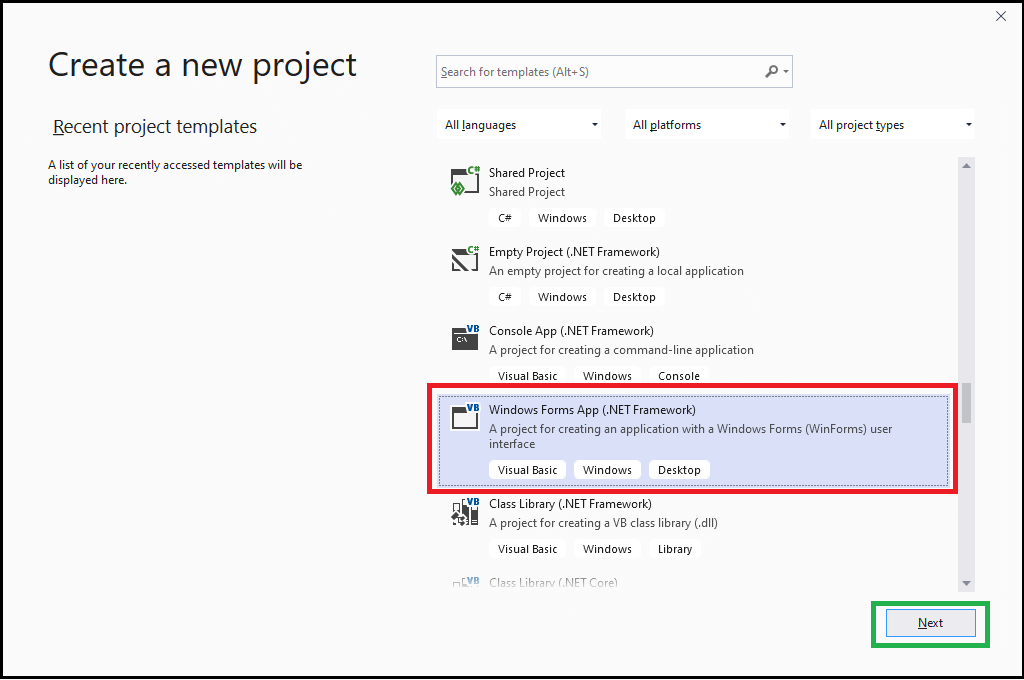 Create a new project
Recent project templates
A list of your recently accessed templates will be
displayed here.
Search for templates (Alt+S)
All languages
All platforms
All project types
C#
Shared Project
Shared Project
C# Windows Desktop
C#
Empty Project (.NET Framework)
An empty project for creating a local application
C# Windows Desktop
VB
C:\
Console App (.NET Framework)
A project for creating a command-line application
Visual Basic Windows Console
VB
Windows Forms App (.NET Framework)
A project for creating an application with a Windows Forms (WinForms) user
interface
Visual Basic Windows Desktop
VB
Class Library (.NET Framework)
A project for creating a VB class library (.dll)
Visual Basic Windows Library
VB
Class Library (.NET Core)
Next